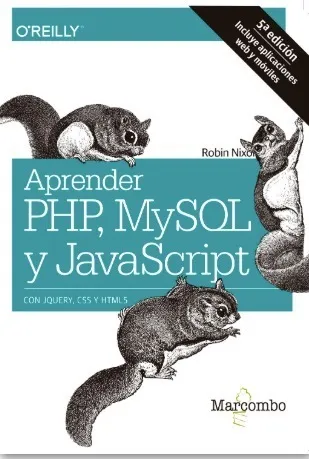 O'REILLY
5ª edición
Incluye aplicaciones
web y móviles
Robin Nixon
Aprender
PHP, MySQL
y JavaScript
CON JQUERY, CSS Y HTML5
Marcombo